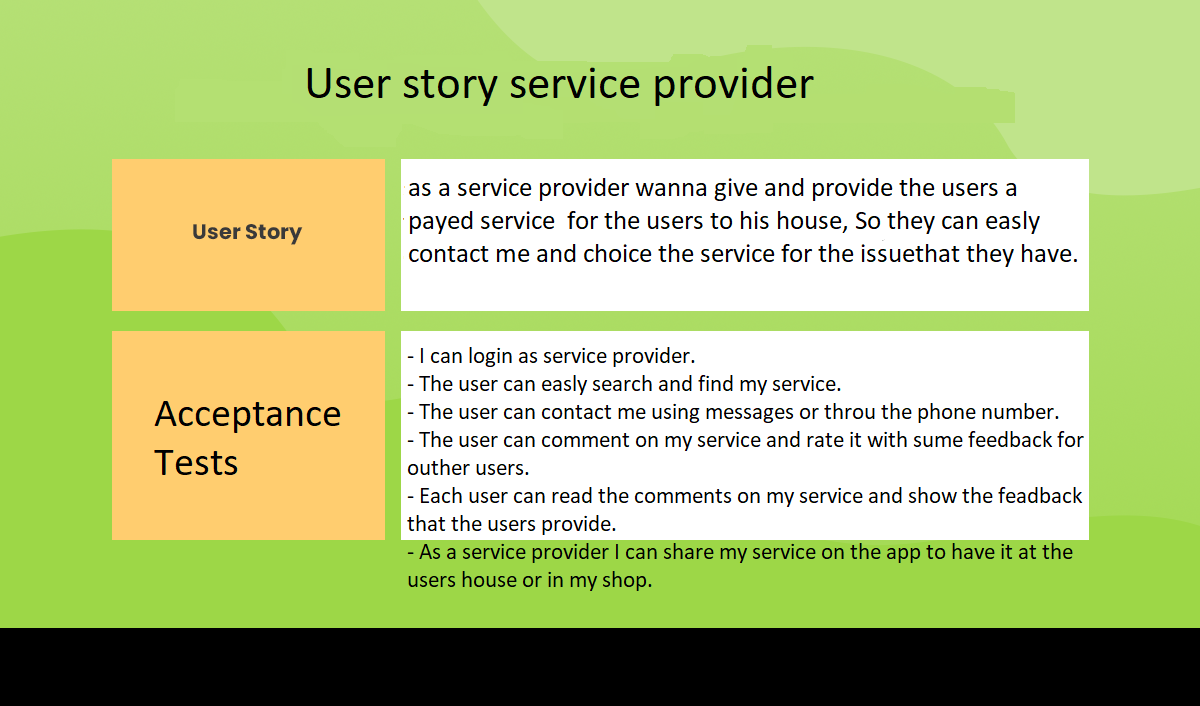 User story service provider
User Story
as a service provider wanna give and provide the users a
payed service  for the users to his house, So they can easly
contact me and choice the service for the issuethat they have.
Acceptance
Tests
- I can login as service provider.
- The user can easly search and find my service.
- The user can contact me using messages or throu the phone number.
- The user can comment on my service and rate it with sume feedback for
outher users.
- Each user can read the comments on my service and show the feadback
that the users provide.
- As a service provider I can share my service on the app to have it at the
users house or in my shop.